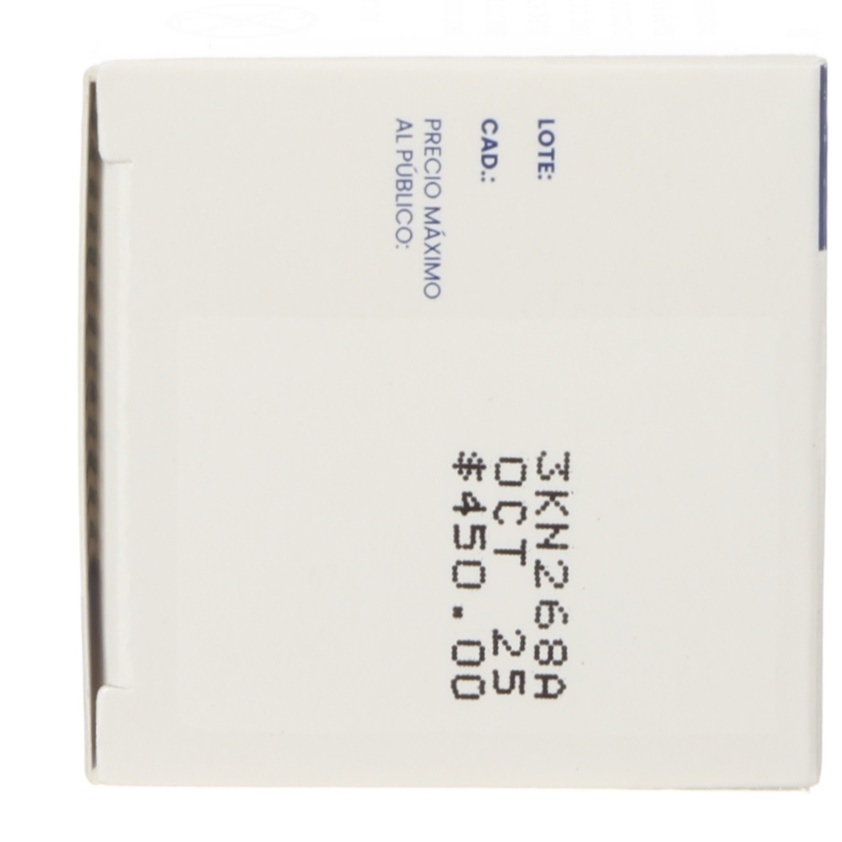 LOTE:
CAD.:
PRECIO MÁXIMO
AL PÚBLICO:
3KN268A
OCT 25
$450.00